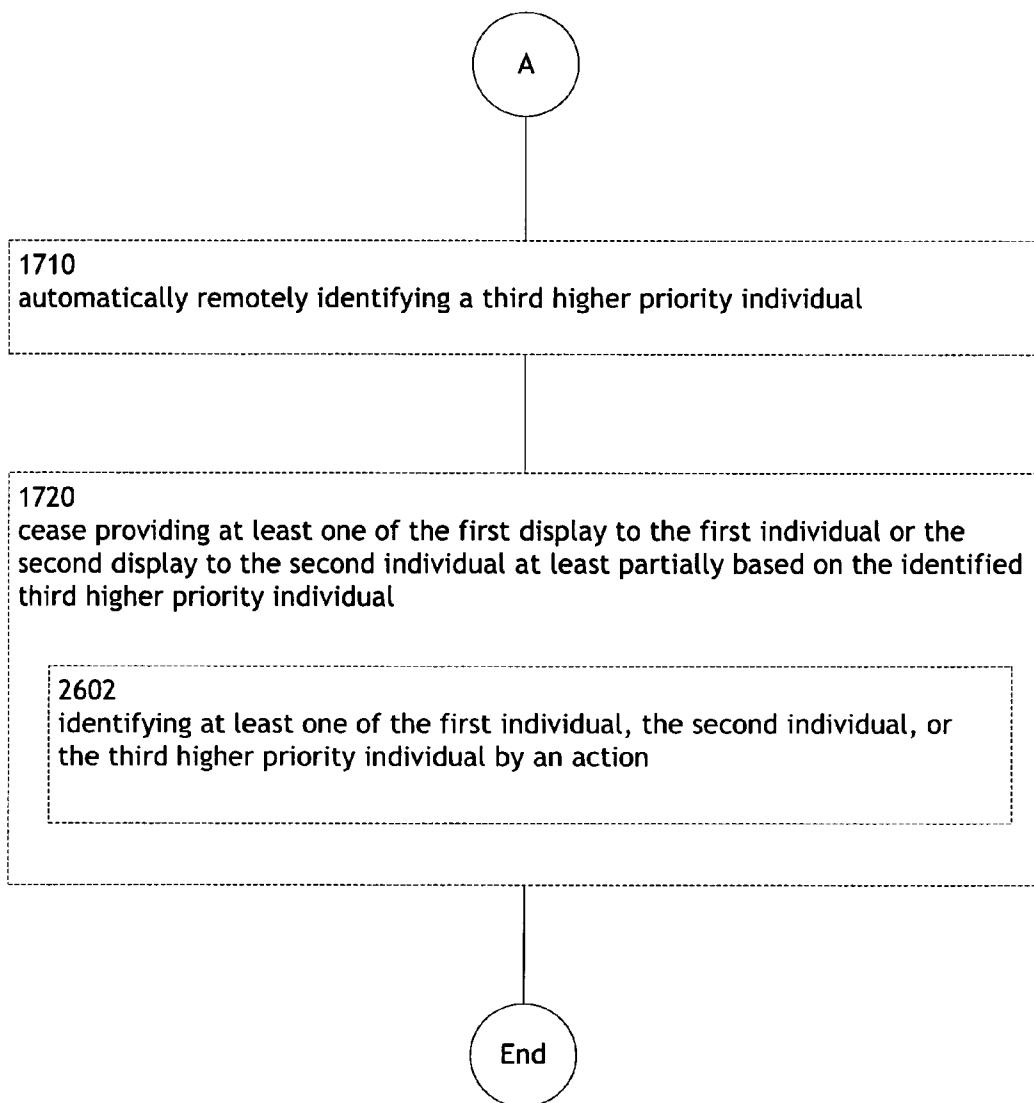 A
1710
automatically remotely identifying a third higher priority individual
1720
cease providing at least one of the first display to the first individual or the
second display to the second individual at least partially based on the identified
third higher priority individual
2602
identifying at least one of the first individual, the second individual, or
the third higher priority individual by an action
End